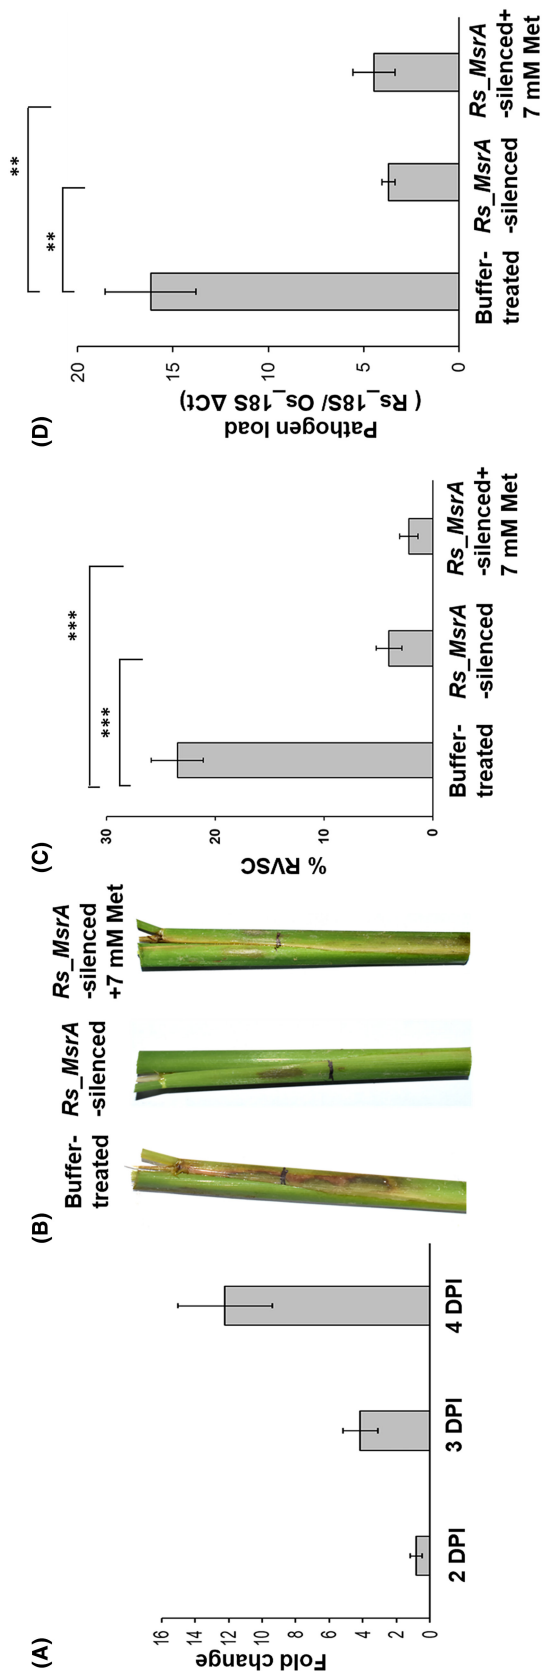 (A)
Fold change
16
14
12
10
8
6
4
2
0
2 DPI
3 DPI
4 DPI
(B)
Buffer-
treated
Rs_MsrA
-silenced
Rs_MsrA
-silenced
+7 mM Met
(C)
% RVSC
30
20
10
0
***
***
Buffer-
treated
Rs_MsrA
-silenced
Rs_MsrA
-silenced+
7 mM Met
(D)
Pathogen load
( Rs_18S/ Os_18S ΔCt)
20
15
10
5
0
**
**
Buffer-
treated
Rs_MsrA
-silenced
Rs_MsrA
-silenced+
7 mM Met